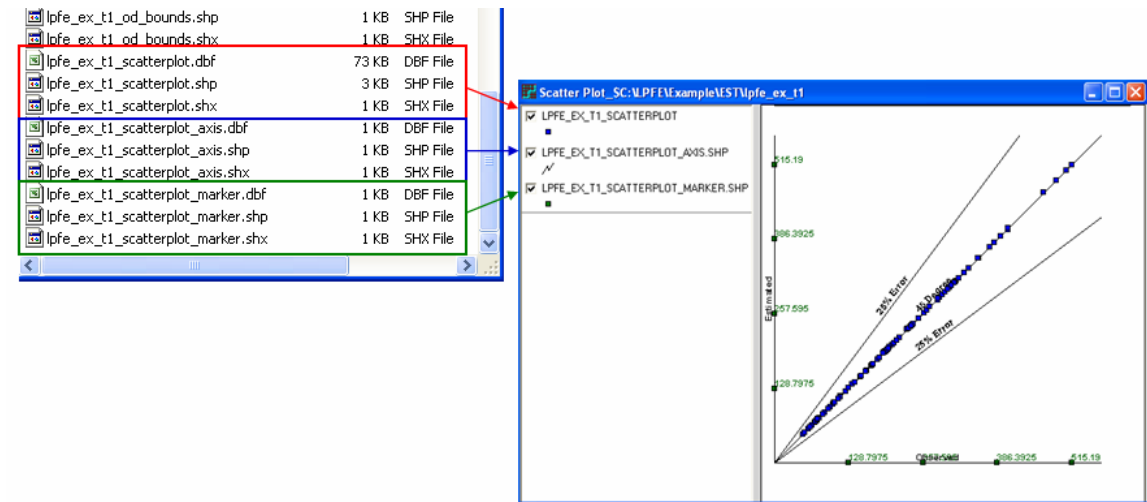 lpfe_ex_t1_od_bounds.shp 1 KB SHP File
lpfe_ex_t1_od_bounds.shx 1 KB SHX File
lpfe_ex_t1_scatterplot.dbf 73 KB DBF File
lpfe_ex_t1_scatterplot.shp 3 KB SHP File
lpfe_ex_t1_scatterplot.shx 1 KB SHX File
lpfe_ex_t1_scatterplot_axis.dbf 1 KB DBF File
lpfe_ex_t1_scatterplot_axis.shp 1 KB SHP File
lpfe_ex_t1_scatterplot_axis.shx 1 KB SHX File
lpfe_ex_t1_scatterplot_marker.dbf 1 KB DBF File
lpfe_ex_t1_scatterplot_marker.shp 1 KB SHP File
lpfe_ex_t1_scatterplot_marker.shx 1 KB SHX File
Scatter Plot_SC:\LPFE\Example\EST\lpfe_ex_t1
LPFE_EX_T1_SCATTERPLOT
LPFE_EX_T1_SCATTERPLOT_AXIS.SHP
LPFE_EX_T1_SCATTERPLOT_MARKER.SHP
515.19
386.3925
257.595
128.7975
Estimated
25% Error
45 Degree
25% Error
128.7975
Observed
386.3925
515.19